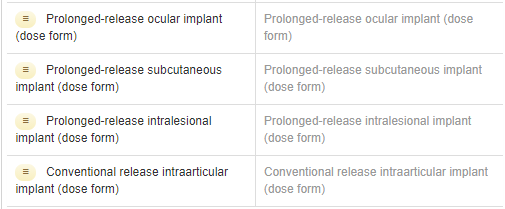 ≡ Prolonged-release ocular implant
(dose form)
Prolonged-release ocular implant (dose
form)
≡ Prolonged-release subcutaneous
implant (dose form)
Prolonged-release subcutaneous implant
(dose form)
≡ Prolonged-release intralesional
implant (dose form)
Prolonged-release intralesional implant
(dose form)
≡ Conventional release intraarticular
implant (dose form)
Conventional release intraarticular implant
(dose form)